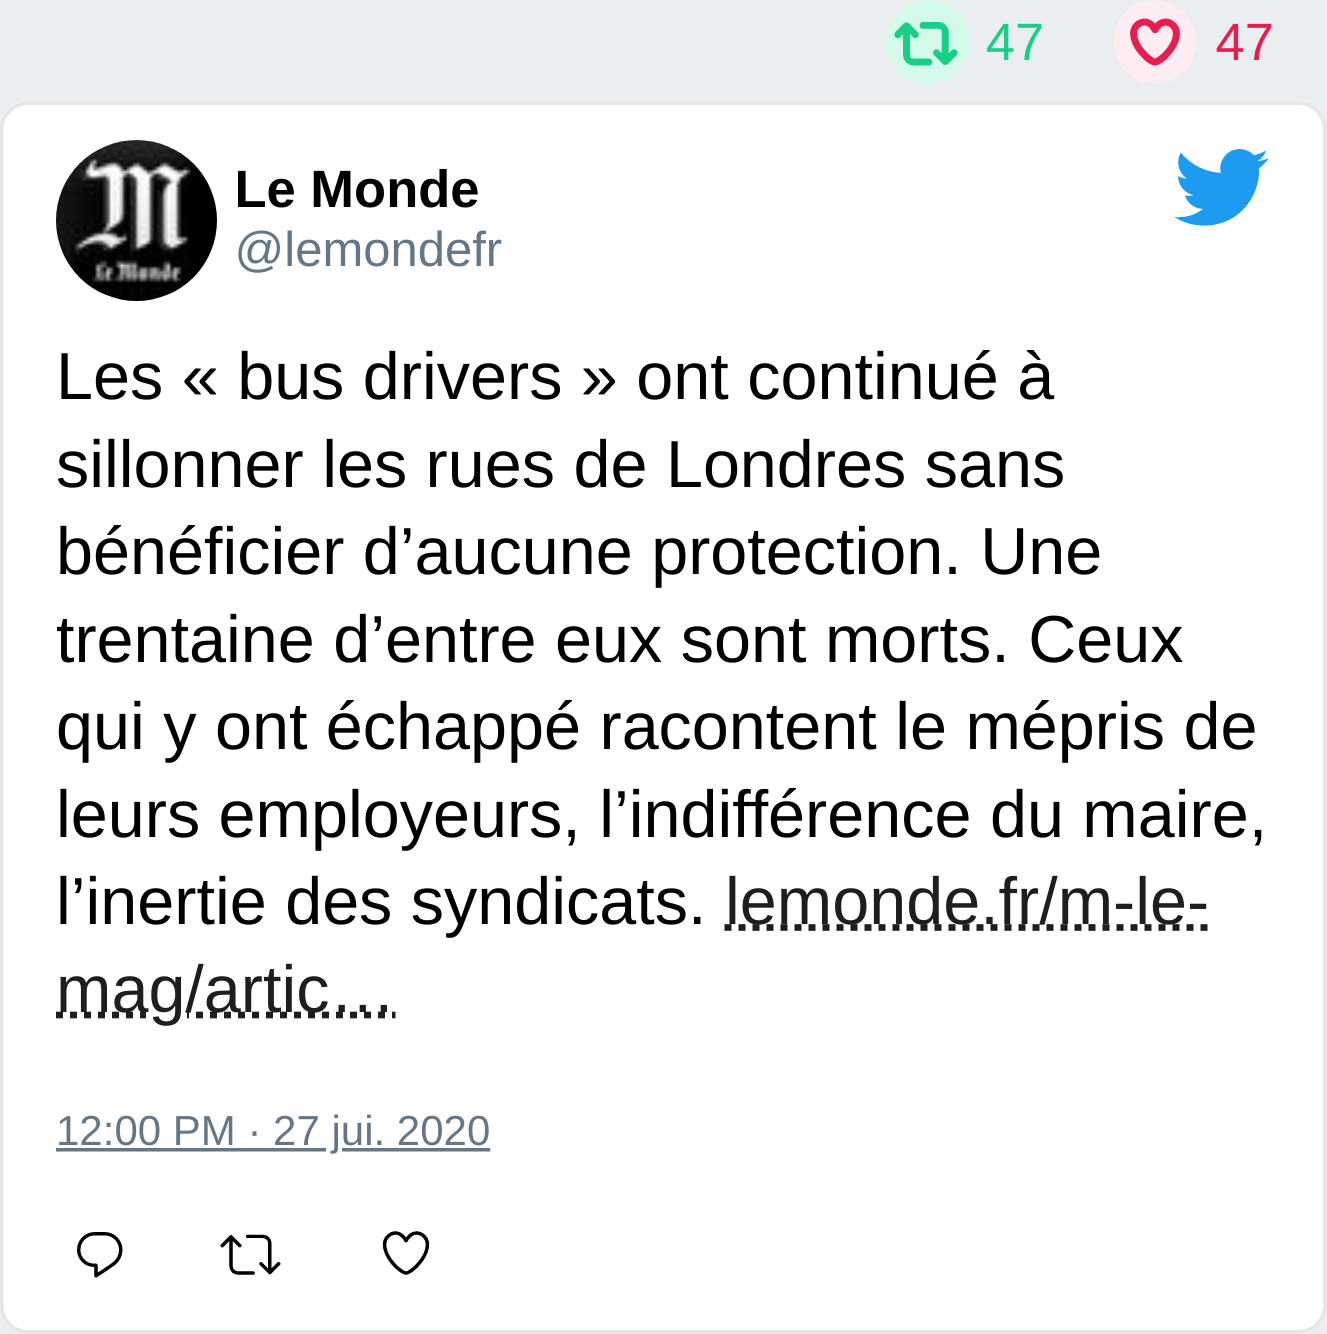 47 47
Le Monde
Le Monde
@lemondefr
Les « bus drivers » ont continué à
sillonner les rues de Londres sans
bénéficier d’aucune protection. Une
trentaine d’entre eux sont morts. Ceux
qui y ont échappé racontent le mépris de
leurs employeurs, l’indifférence du maire,
l’inertie des syndicats. lemonde.fr/m-le-
mag/artic…
12:00 PM · 27 jui. 2020